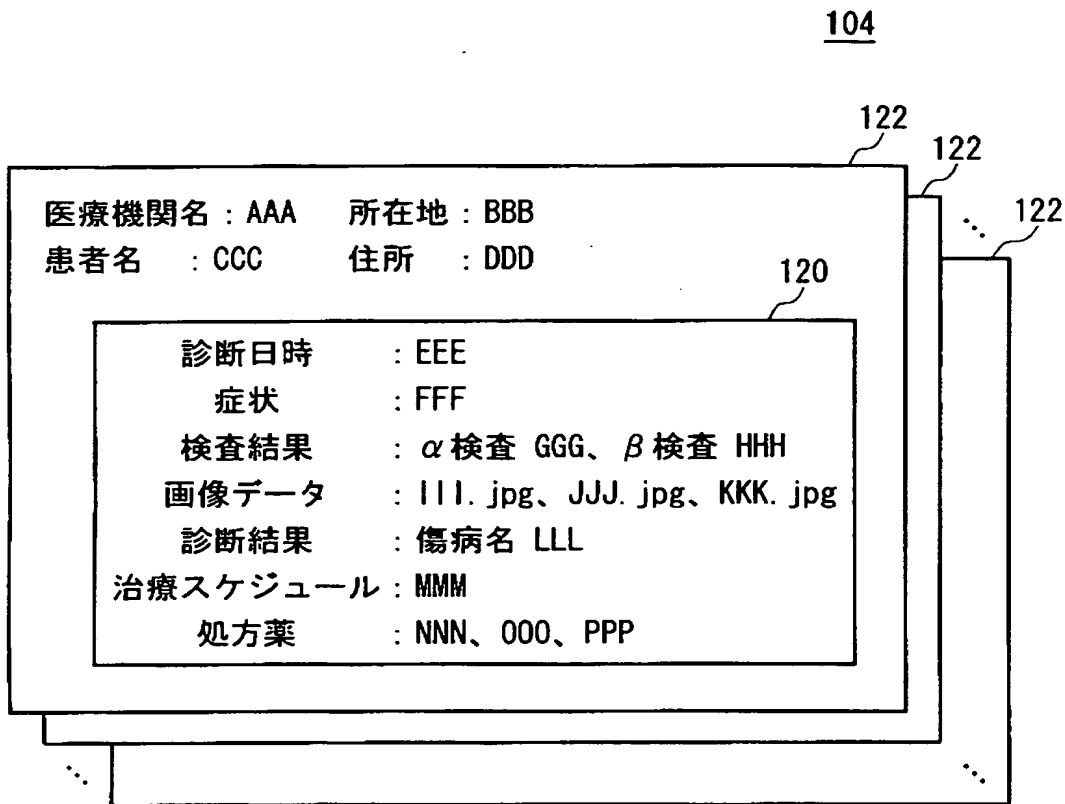 104
122
122
122
医療機関名：AAA 所在地：BBB
患者名 ：CCC 住所 ：DDD
120
診断日時 ：EEE
症状 ：FFF
検査結果 ：α検査 GGG、β検査 HHH
画像データ ：III.jpg、JJJ.jpg、KKK.jpg
診断結果 ：傷病名 LLL
治療スケジュール：MMM
処方薬 ：NNN、OOO、PPP